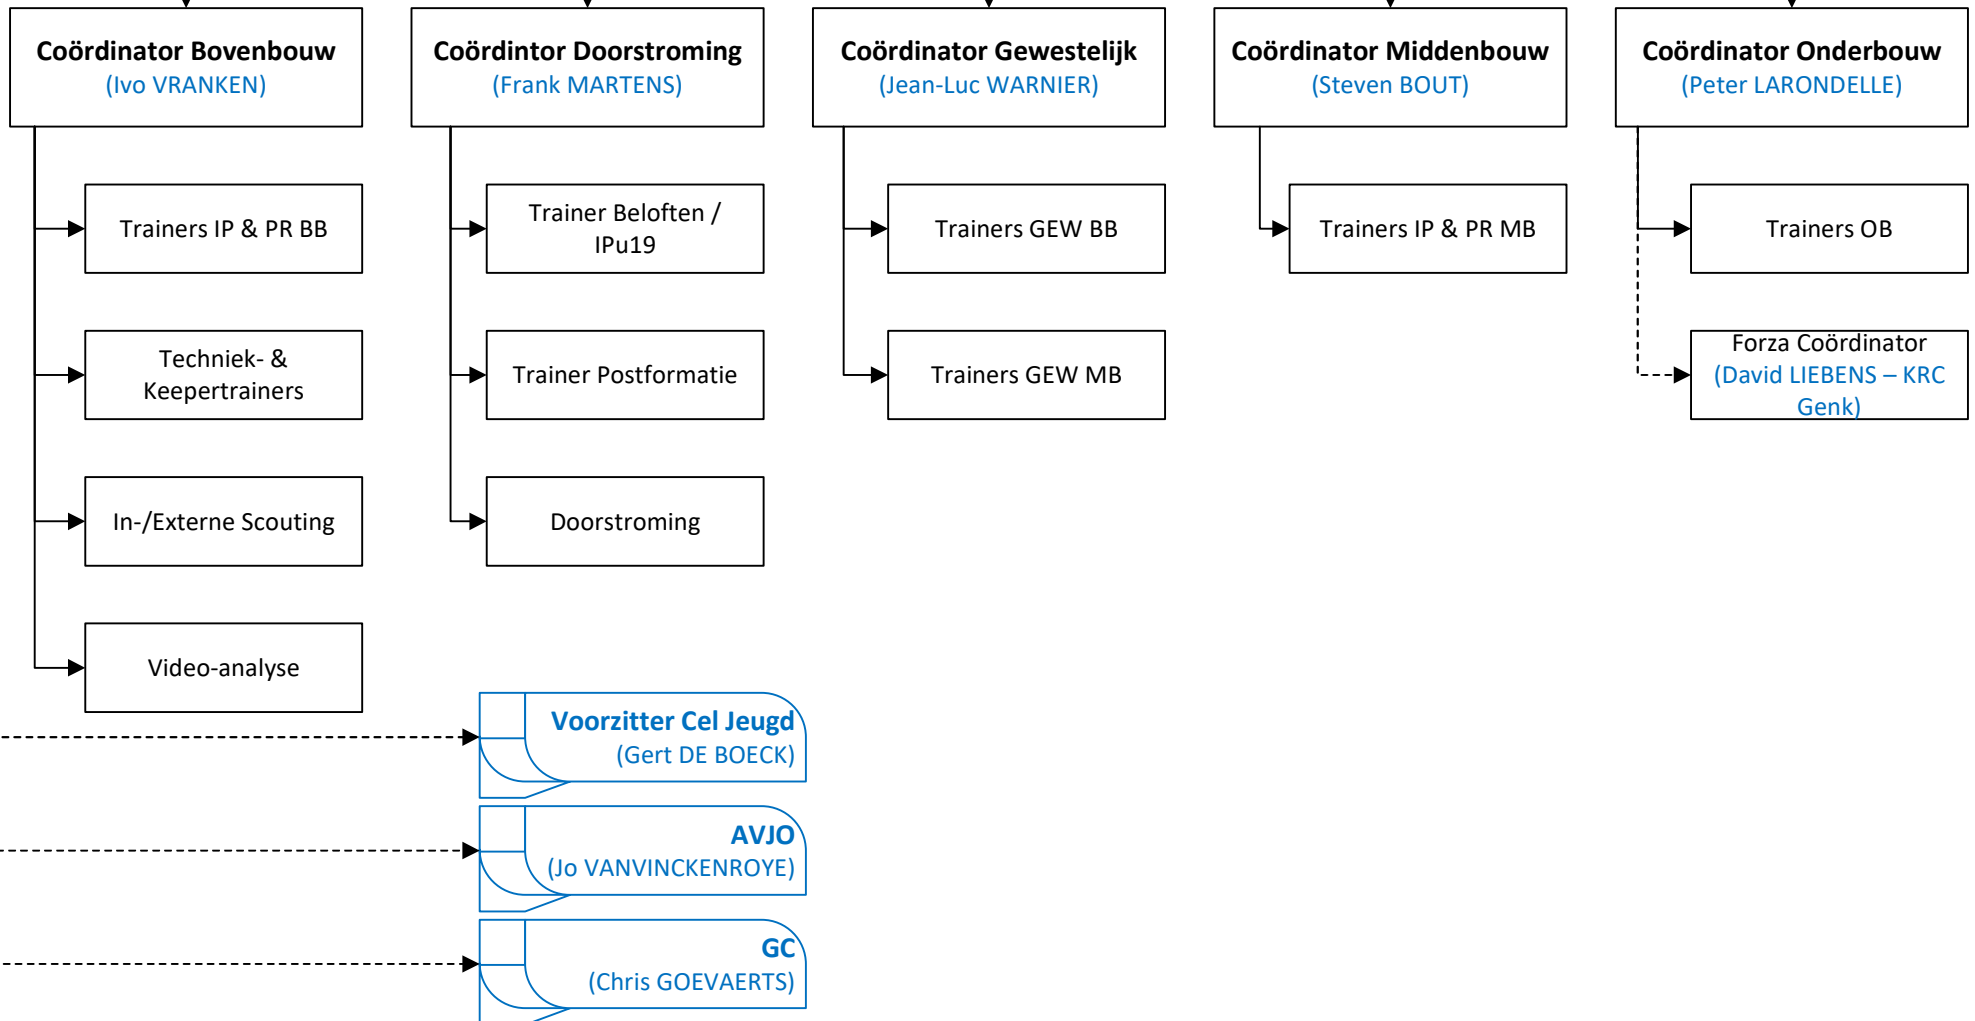 Coördinator Bovenbouw
(Ivo VRANKEN)
Coördintor Doorstroming
(Frank MARTENS)
Coördinator Gewestelijk
(Jean-Luc WARNIER)
Coördinator Middenbouw
(Steven BOUT)
Coördinator Onderbouw
(Peter LARONDELLE)
Trainers IP & PR BB
Trainer Beloften /
IPu19
Trainers GEW BB
Trainers IP & PR MB
Trainers OB
Techniek- &
Keepertrainers
Trainer Postformatie
Trainers GEW MB
Forza Coördinator
(David LIEBENS – KRC
Genk)
In-/Externe Scouting
Doorstroming
Video-analyse
Voorzitter Cel Jeugd
(Gert DE BOECK)
AVJO
(Jo VANVINCKENROYE)
GC
(Chris GOEVAERTS)